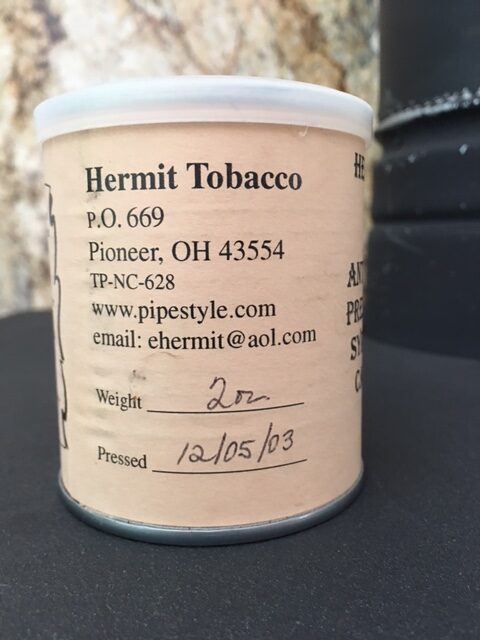 Hermit Tobacco
P.O. 669
Pioneer, OH 43554
TP-NC-628
www.pipestyle.com
email: ehermit@aol.com
Weight 2oz
Pressed 12/05/03